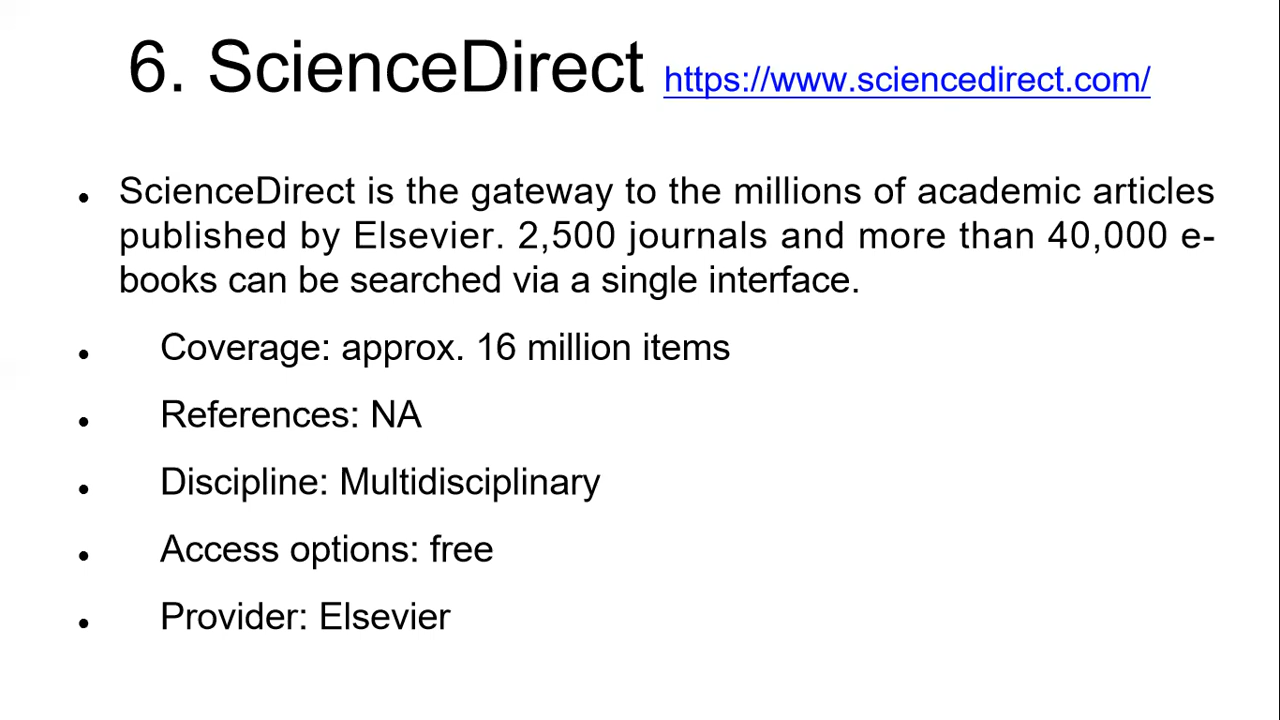 6. ScienceDirect https://www.sciencedirect.com/
• ScienceDirect is the gateway to the millions of academic articles
published by Elsevier. 2,500 journals and more than 40,000 e-
books can be searched via a single interface.
• Coverage: approx. 16 million items
• References: NA
• Discipline: Multidisciplinary
• Access options: free
• Provider: Elsevier